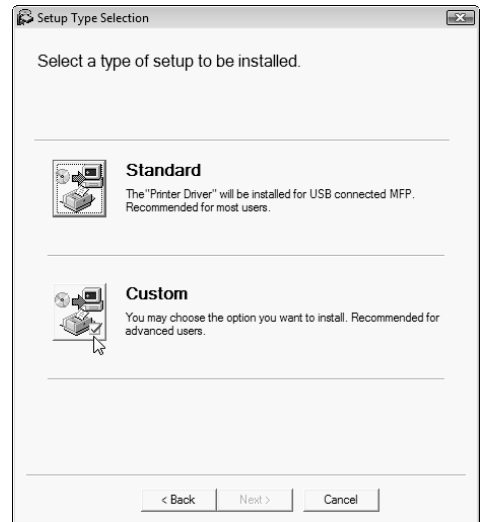 Setup Type Selection
Select a type of setup to be installed.
Standard
The "Printer Driver" will be installed for USB connected MFP.
Recommended for most users.
Custom
You may choose the option you want to install. Recommended for
advanced users.
< Back
Next >
Cancel